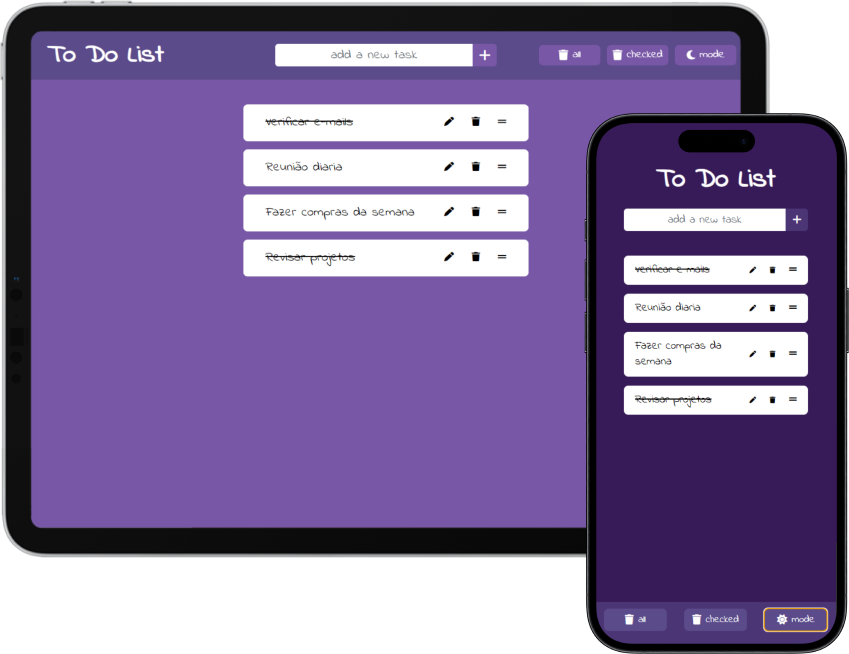 To Do List
add a new task
all
checked
mode
Verificar e-mails
Reunião diaria
Fazer compras da semana
Revisar projetos
To Do List
add a new task
Verificar e-mails
Reunião diaria
Fazer compras da
semana
Revisar projetos
all
checked
mode